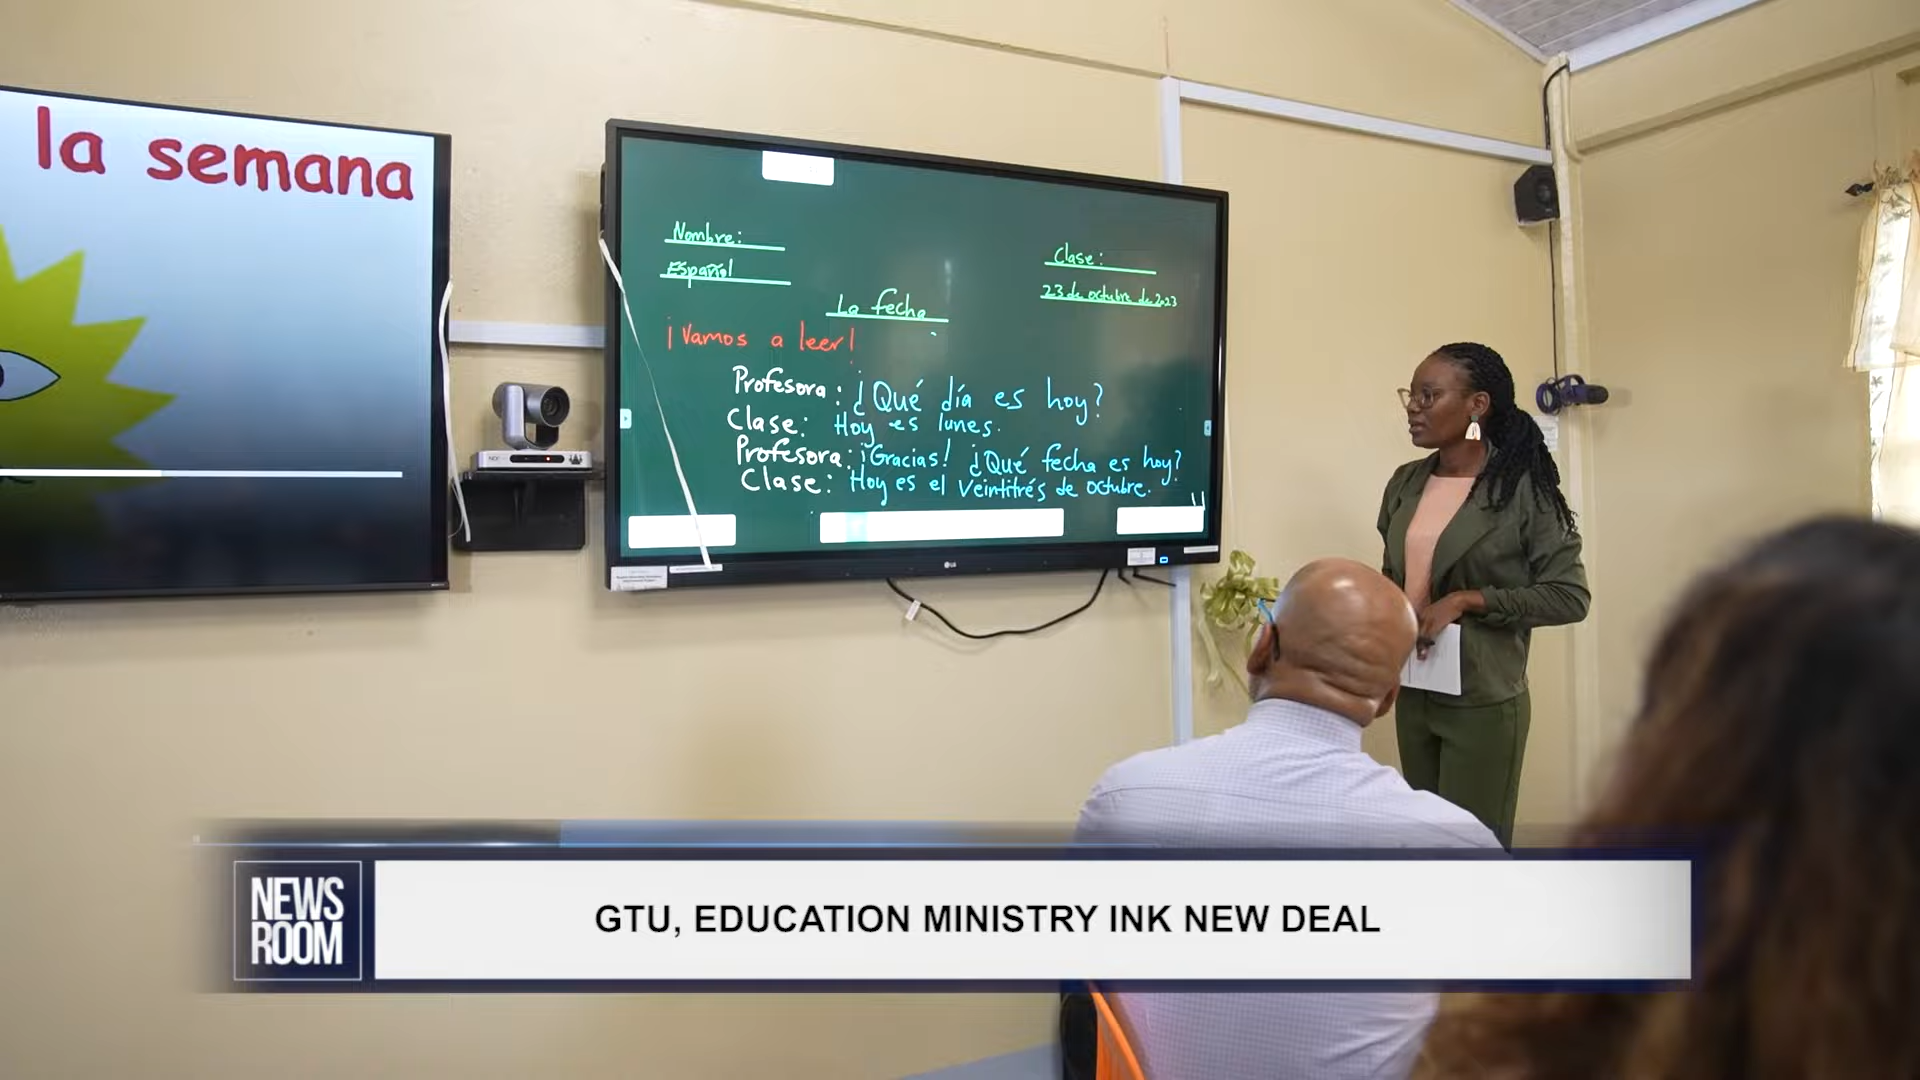 la semana
Nombre:
Español
Clase:
23 de octubre de 2023
La fecha
¡Vamos a leer!
Profesora: ¿Qué día es hoy?
Clase: Hoy es lunes.
Profesora: ¡Gracias! ¿Qué fecha es hoy?
Clase: Hoy es el veintitrés de octubre.
LG
NEWS
ROOM
GTU, EDUCATION MINISTRY INK NEW DEAL